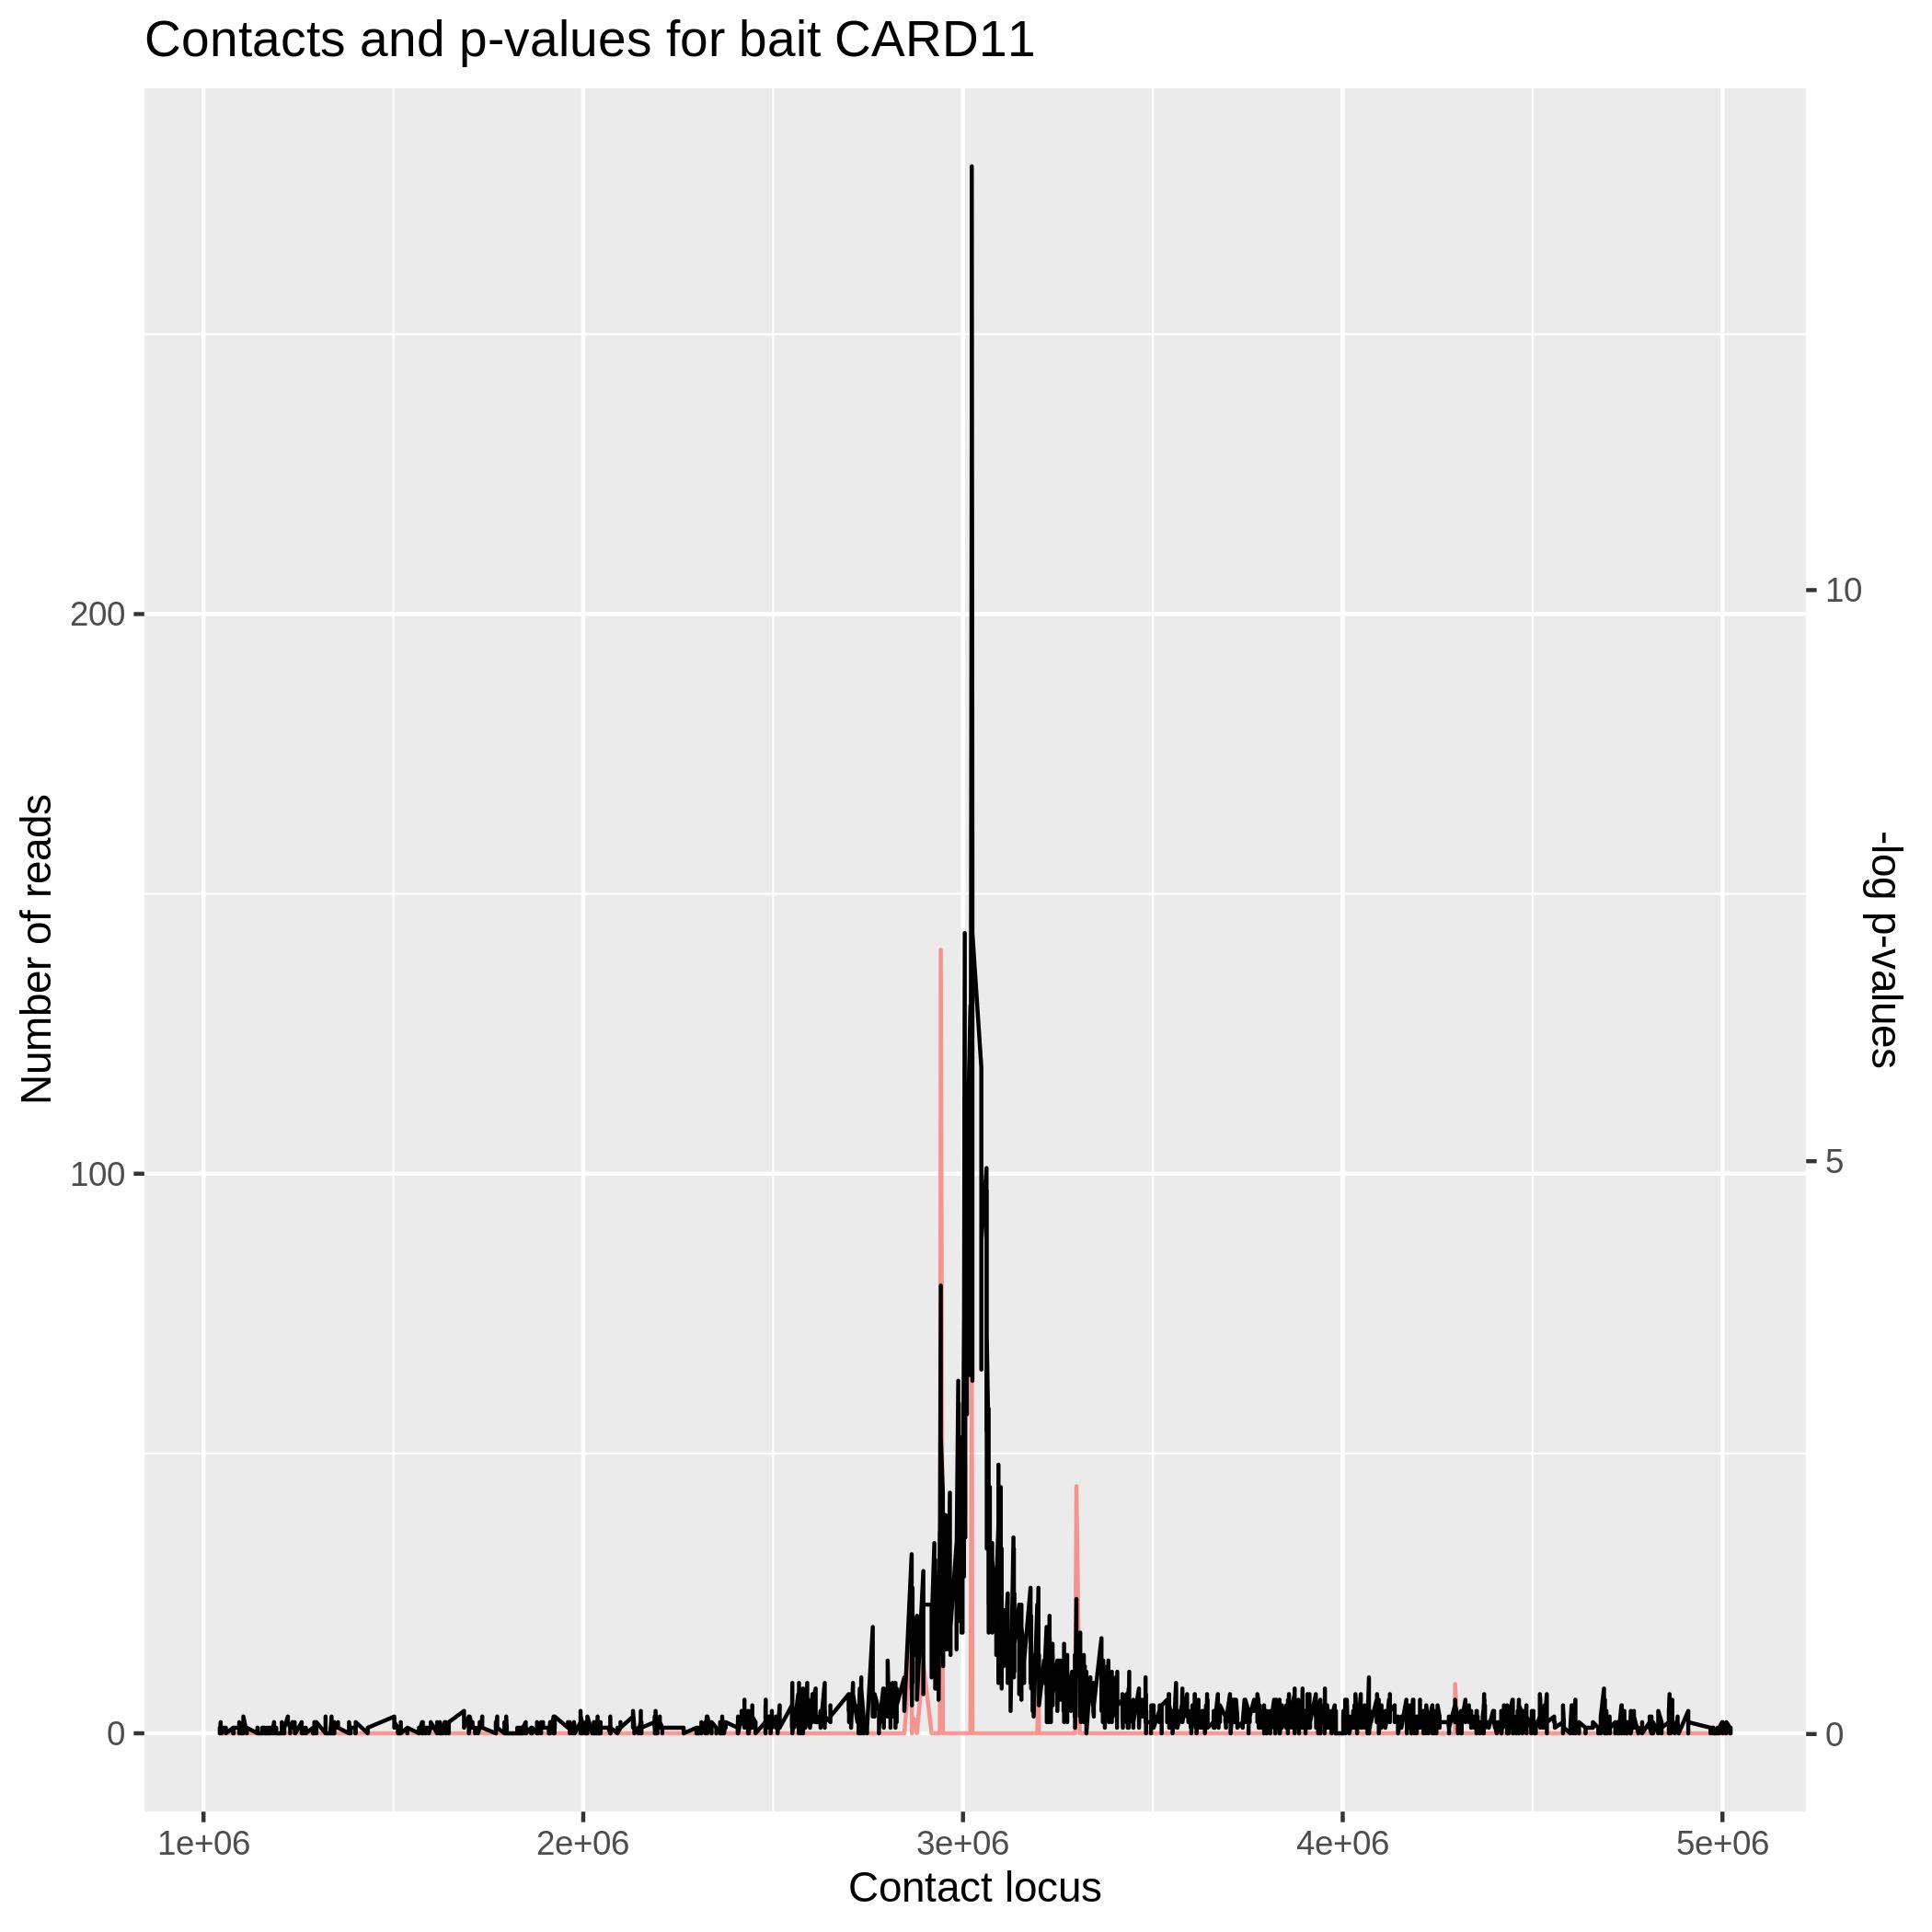 Contacts and p-values for bait CARD11
Number of reads
200
100
0
10
5
0
-log p-values
1e+06 2e+06 3e+06 4e+06 5e+06
Contact locus